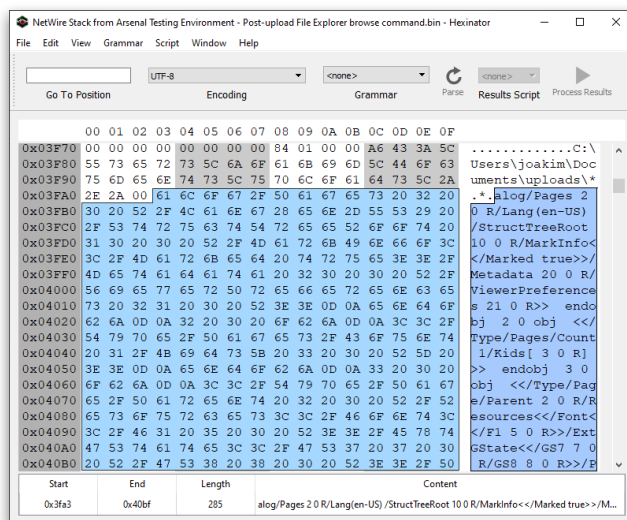 NetWire Stack from Arsenal Testing Environment - Post-upload File Explorer browse command.bin - Hexinator
File Edit View Grammar Script Window Help
UTF-8 <none> <none>
Go To Position Encoding Grammar Parse Results Script Process Results
00 01 02 03 04 05 06 07 08 09 0A 0B 0C 0D 0E 0F
0x03F70 00 00 00 00 00 00 00 00 84 01 00 00 A6 43 3A 5C .............C:\
0x03F80 55 73 65 72 73 5C 6A 6F 61 6B 69 6D 5C 44 6F 63 Users\joakim\Doc
0x03F90 75 6D 65 6E 74 73 5C 75 70 6C 6F 61 64 73 5C 2A uments\uploads\*
0x03FA0 2E 2A 00 61 6C 6F 67 2F 50 61 67 65 73 20 32 20 .*.alog/Pages 2
0x03FB0 30 20 52 2F 4C 61 6E 67 28 65 6E 2D 55 53 29 20 0 R/Lang(en-US)
0x03FC0 2F 53 74 72 75 63 74 54 72 65 65 52 6F 6F 74 20 /StructTreeRoot
0x03FD0 31 30 20 30 20 52 2F 4D 61 72 6B 49 6E 66 6F 3C 10 0 R/MarkInfo<
0x03FE0 3C 2F 4D 61 72 6B 65 64 20 74 72 75 65 3E 3E 2F </Marked true>>/
0x03FF0 4D 65 74 61 64 61 74 61 20 32 30 20 30 20 52 2F Metadata 20 0 R/
0x04000 56 69 65 77 65 72 50 72 65 66 65 72 65 6E 63 65 ViewerPreference
0x04010 73 20 32 31 20 30 20 52 3E 3E 0D 0A 65 6E 64 6F s 21 0 R>> endo
0x04020 62 6A 0D 0A 32 20 30 20 6F 62 6A 0D 0A 3C 3C 2F bj 2 0 obj <</
0x04030 54 79 70 65 2F 50 61 67 65 73 2F 43 6F 75 6E 74 Type/Pages/Count
0x04040 20 31 2F 4B 69 64 73 5B 20 33 20 30 20 52 5D 20 1/Kids[ 3 0 R]
0x04050 3E 3E 0D 0A 65 6E 64 6F 62 6A 0D 0A 33 20 30 20 >> endobj 3 0
0x04060 6F 62 6A 0D 0A 3C 3C 2F 54 79 70 65 2F 50 61 67 obj <</Type/Pag
0x04070 65 2F 50 61 72 65 6E 74 20 32 20 30 20 52 2F 52 e/Parent 2 0 R/R
0x04080 65 73 6F 75 72 63 65 73 3C 3C 2F 46 6F 6E 74 3C esources<</Font<
0x04090 3C 2F 46 31 20 35 20 30 20 52 3E 3E 2F 45 78 74 </F1 5 0 R>>/Ext
0x040A0 47 53 74 61 74 65 3C 3C 2F 47 53 37 20 37 20 30 GState<</GS7 7 0
0x040B0 20 52 2F 47 53 38 20 38 20 30 20 52 3E 3E 2F 50 R/GS8 8 0 R>>/P
Start End Length Content
0x3fa3 0x40bf 285 alog/Pages 2 0 R/Lang(en-US) /StructTreeRoot 10 0 R/MarkInfo<</Marked true>>/M...